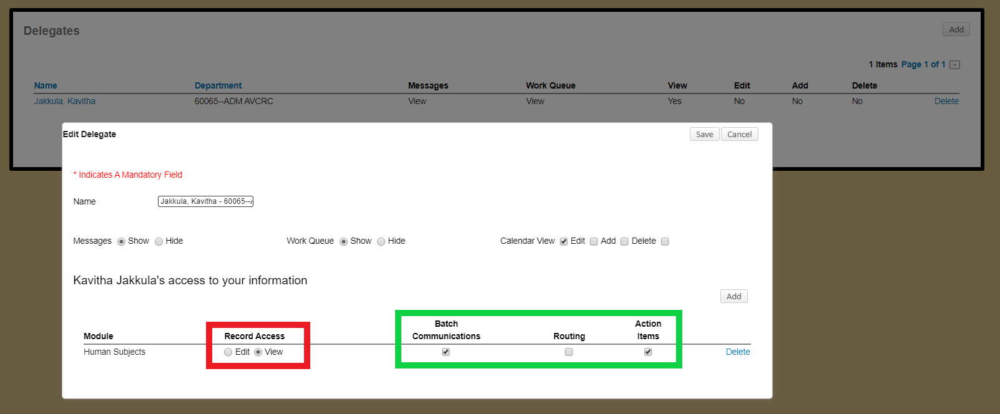 Delegates
Add
1 Items Page 1 of 1
Name Department Messages Work Queue View Edit Add Delete
Jakkula, Kavitha 60065--ADM AVCRC View View Yes No No No Delete
Edit Delegate Save Cancel
* Indicates A Mandatory Field
Name Jakkula, Kavitha - 60065--
Messages Show Hide Work Queue Show Hide Calendar View Edit Add Delete
Kavitha Jakkula's access to your information
Add
Batch Action
Module Record Access Communications Routing Items
Human Subjects Edit View Delete